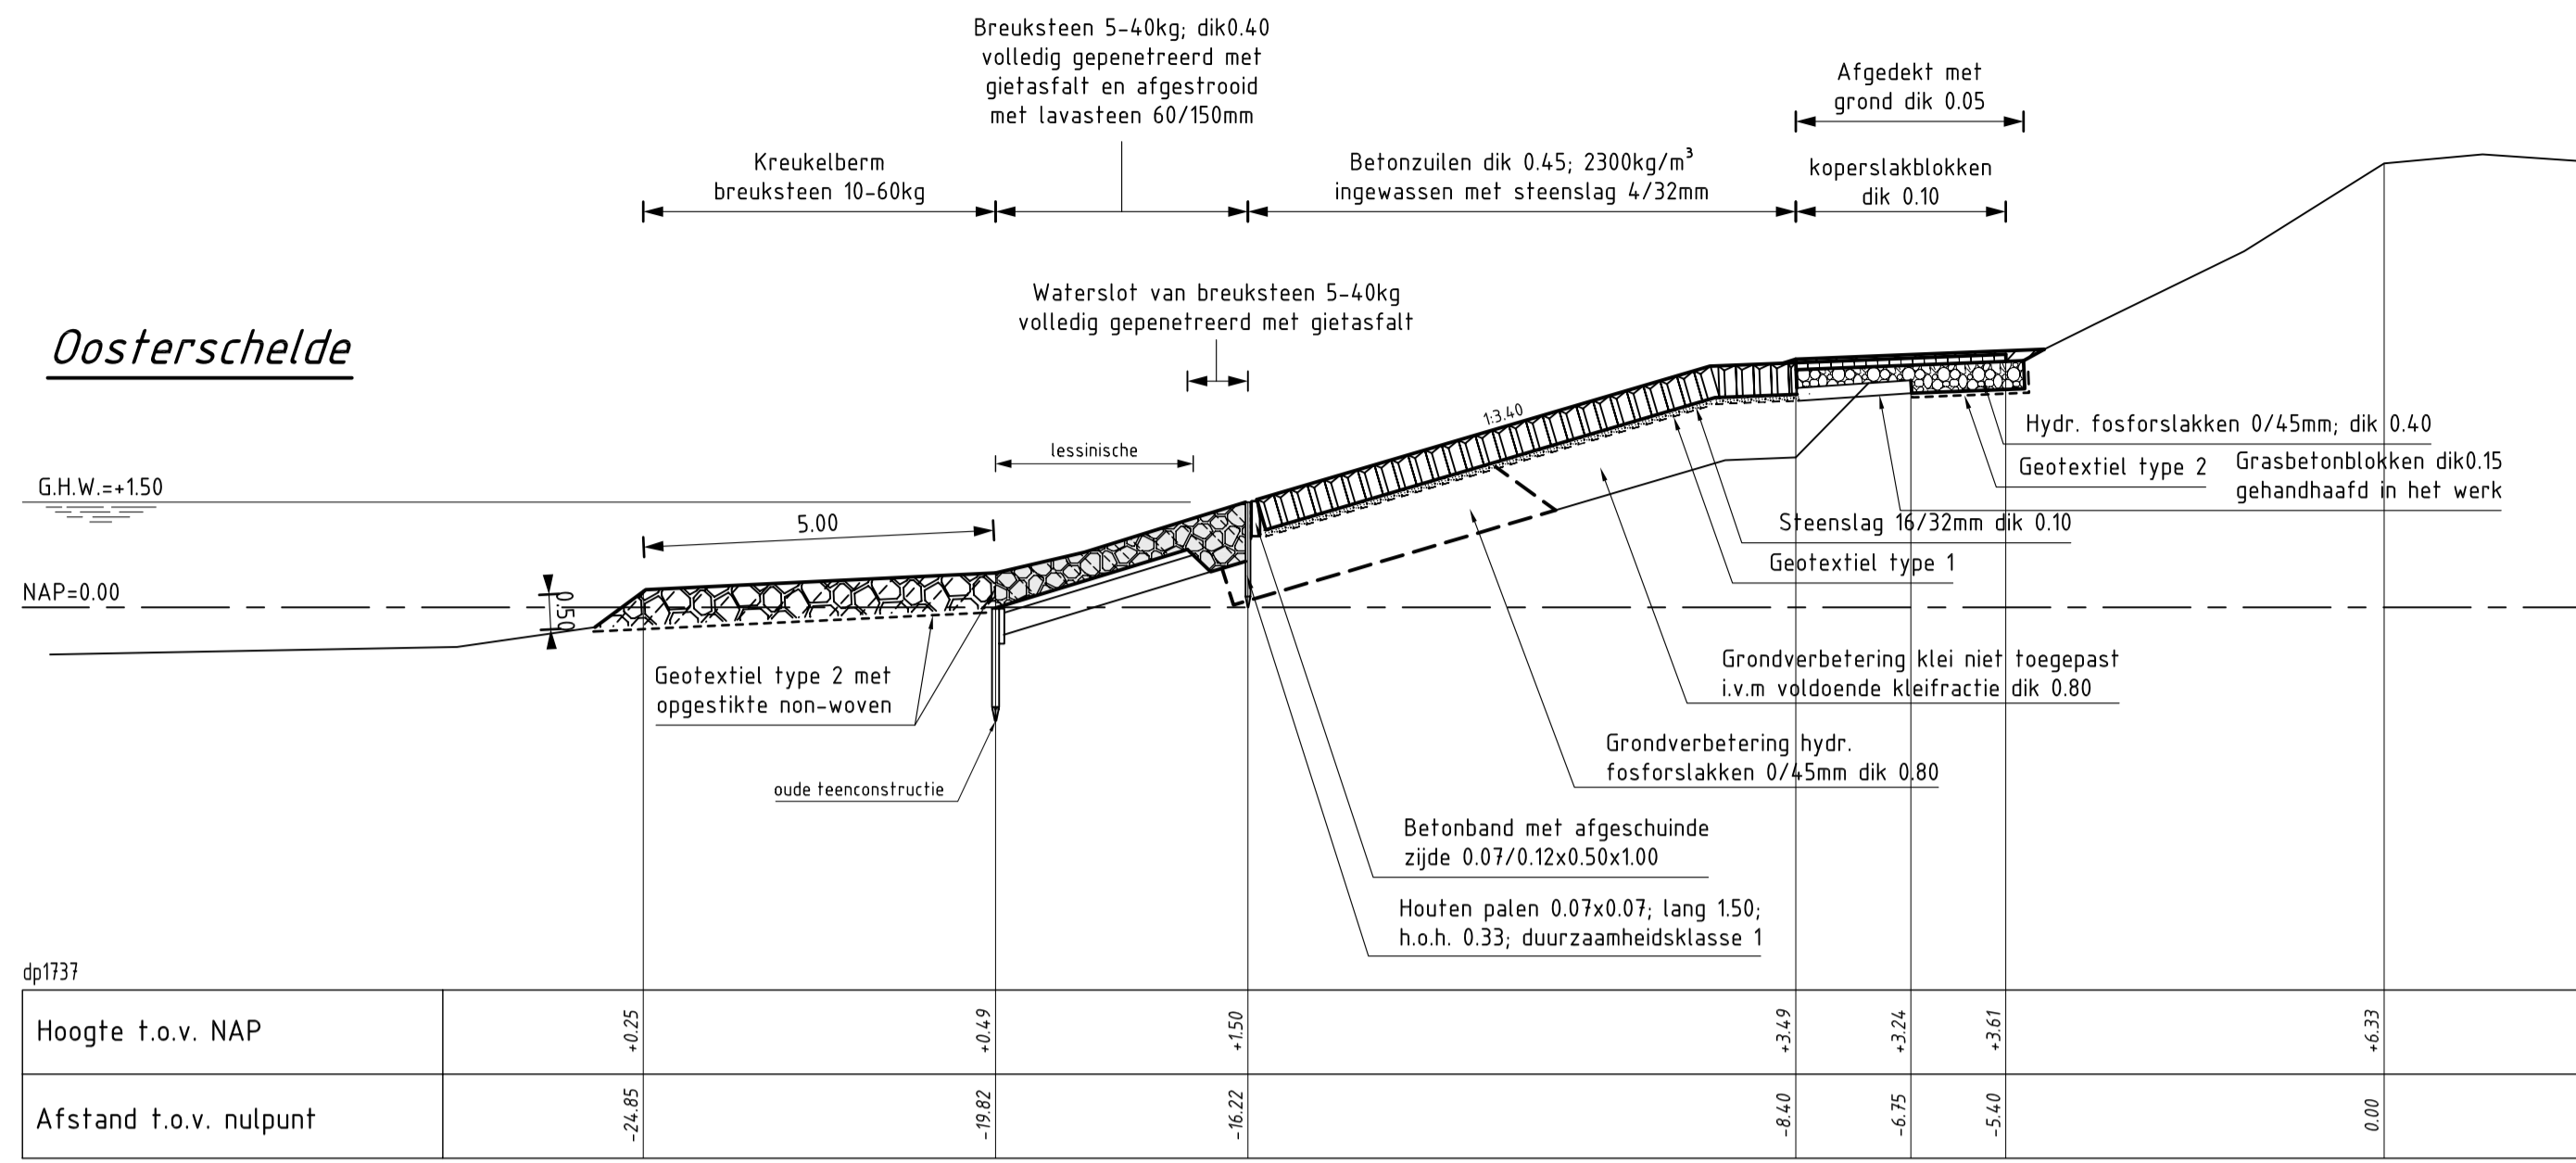 Breuksteen 5-40kg; dik0.40
volledig gepenetreerd met
gietasfalt en afgestrooid
met lavasteen 60/150mm
Afgedekt met
grond dik 0.05
Kreukelberm
breuksteen 10-60kg
Betonzuilen dik 0.45; 2300kg/m³
ingewassen met steenslag 4/32mm
koperslakblokken
dik 0.10
Waterslot van breuksteen 5-40kg
volledig gepenetreerd met gietasfalt
Oosterschelde
1:3.40
lessinische
Hydr. fosforslakken 0/45mm; dik 0.40
Geotextiel type 2
Grasbetonblokken dik0.15
gehandhaafd in het werk
G.H.W.=+1.50
5.00
Steenslag 16/32mm dik 0.10
Geotextiel type 1
NAP=0.00
0.50
Geotextiel type 2 met
opgestikte non-woven
Grondverbetering klei niet toegepast
i.v.m voldoende kleifractie dik 0.80
Grondverbetering hydr.
fosforslakken 0/45mm dik 0.80
oude teenconstructie
Betonband met afgeschuinde
zijde 0.07/0.12x0.50x1.00
Houten palen 0.07x0.07; lang 1.50;
h.o.h. 0.33; duurzaamheidsklasse 1
dp1737
Hoogte t.o.v. NAP +0.25 +0.49 +1.50 +3.49 +3.24 +3.61 +6.33
Afstand t.o.v. nulpunt -24.85 -19.82 -16.22 -8.40 -6.75 -5.40 0.00